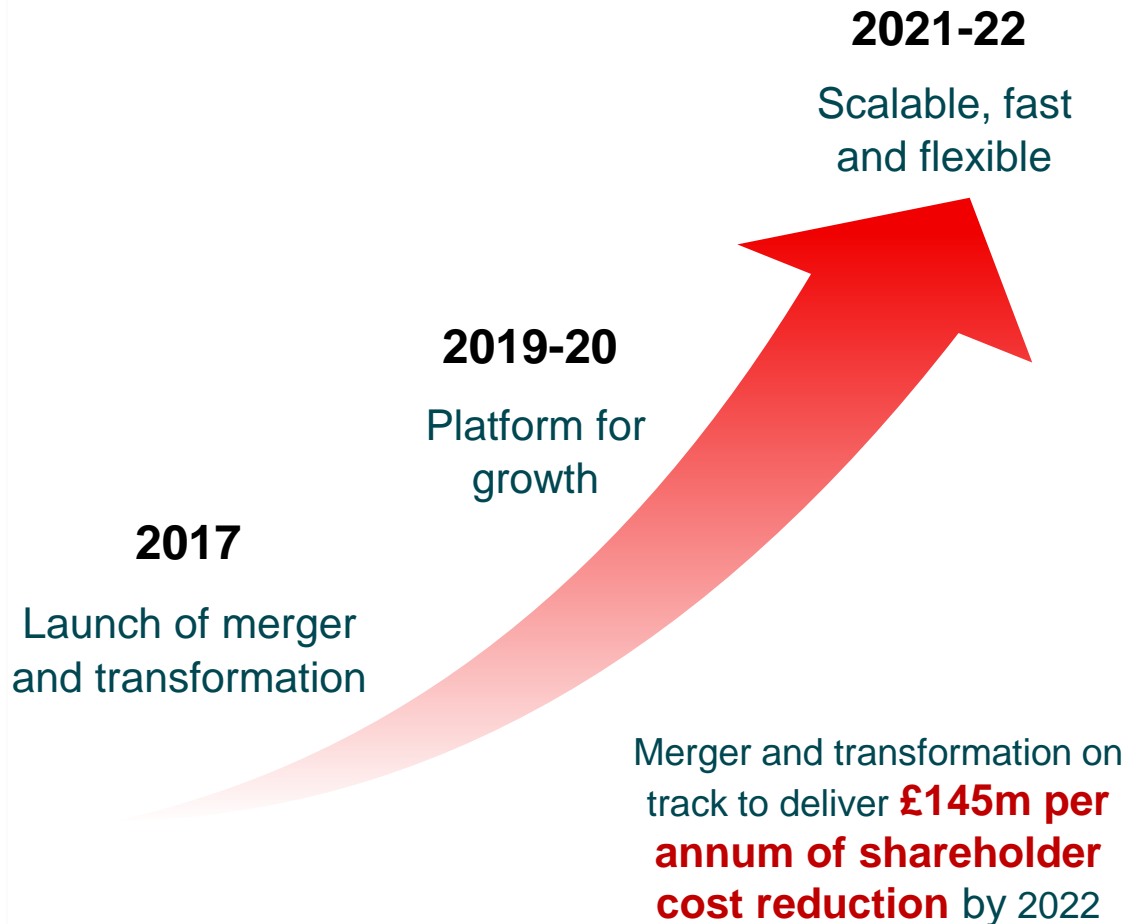 2021-22
Scalable, fast
and flexible
2019-20
Platform for
growth
2017
Launch of merger
and transformation
Merger and transformation on
track to deliver £145m per
annum of shareholder
cost reduction by 2022